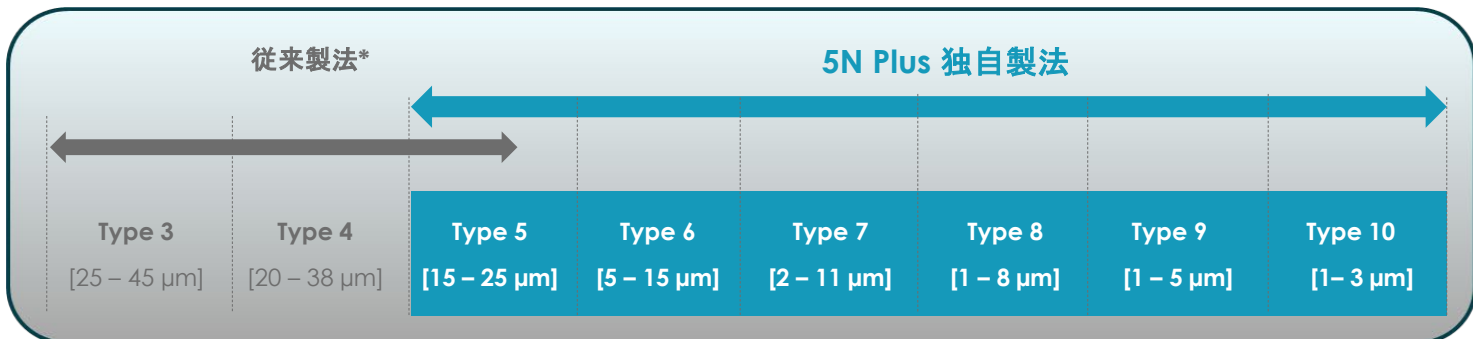 従来製法*
5N Plus 独自製法
Type 3
Type 4
Type 5
Type 6
Type 7
Type 8
Type 9
Type 10
[25 – 45 µm]
[20 – 38 µm]
[15 – 25 µm]
[5 – 15 µm]
[2 – 11 µm]
[1 – 8 µm]
[1 – 5 µm]
[1– 3 µm]